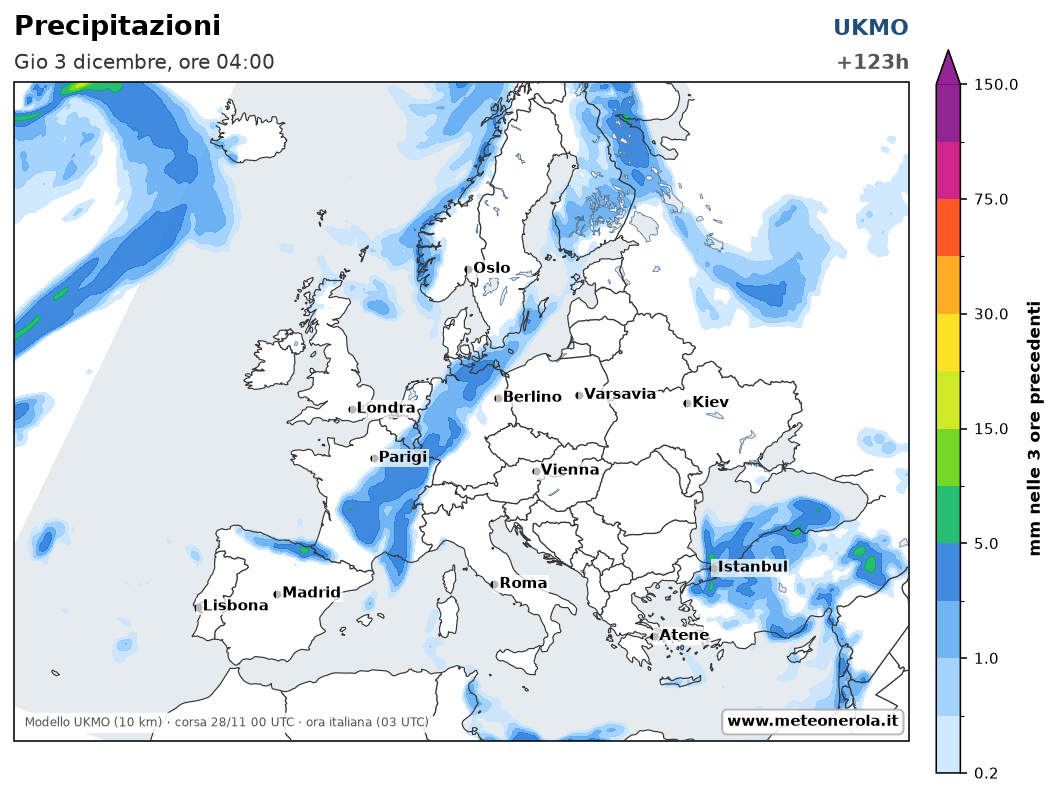 Precipitazioni
UKMO
Gio 3 dicembre, ore 04:00
+123h
150.0
75.0
30.0
15.0
5.0
1.0
0.2
mm nelle 3 ore precedenti
Oslo
Berlino
Varsavia
Kiev
Londra
Parigi
Vienna
Istanbul
Roma
Madrid
Lisbona
Atene
Modello UKMO (10 km) · corsa 28/11 00 UTC · ora italiana (03 UTC)
www.meteonerola.it